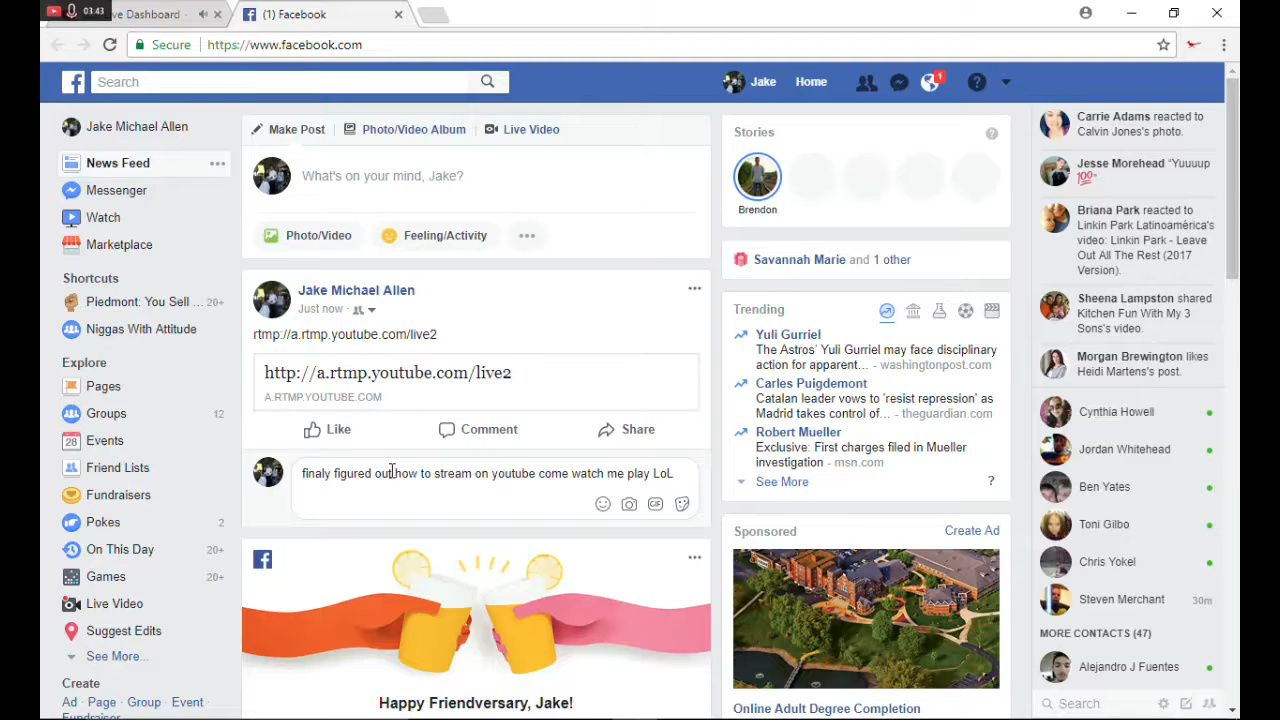 03:43
ve Dashboard
(1) Facebook
Secure
https://www.facebook.com
Search
Jake
Home
1
Jake Michael Allen
News Feed
Messenger
Watch
Marketplace
Shortcuts
Piedmont: You Sell ... 20+
Niggas With Attitude
Explore
Pages
Groups 12
28 Events
Friend Lists
Fundraisers
Pokes 2
On This Day 20+
Games 20+
Live Video
Suggest Edits
See More...
Create
Ad · Page · Group · Event ·
Fundraiser
Make Post
Photo/Video Album
Live Video
What's on your mind, Jake?
Photo/Video
Feeling/Activity
Jake Michael Allen
Just now ·
rtmp://a.rtmp.youtube.com/live2
http://a.rtmp.youtube.com/live2
A.RTMP.YOUTUBE.COM
Like
Comment
Share
finaly figured out how to stream on youtube come watch me play LoL
GIF
Happy Friendversary, Jake!
Stories
?
Brendon
Savannah Marie and 1 other
Trending
Yuli Gurriel
The Astros' Yuli Gurriel may face disciplinary
action for apparent... - washingtonpost.com
Carles Puigdemont
Catalan leader vows to 'resist repression' as
Madrid takes control of... - theguardian.com
Robert Mueller
Exclusive: First charges filed in Mueller
investigation - msn.com
See More
?
Sponsored
Create Ad
Online Adult Degree Completion
Carrie Adams reacted to
Calvin Jones's photo.
Jesse Morehead “Yuuuup
100
Briana Park reacted to
Linkin Park Latinoamérica's
video: Linkin Park - Leave
Out All The Rest (2017
Version).
Sheena Lampston shared
Kitchen Fun With My 3
Sons's video.
Morgan Brewington likes
Heidi Martens's post.
Cynthia Howell
Jordan Whitehead
Ben Yates
Toni Gilbo
Chris Yokel
Steven Merchant 30m
MORE CONTACTS (47)
Alejandro J Fuentes
Search